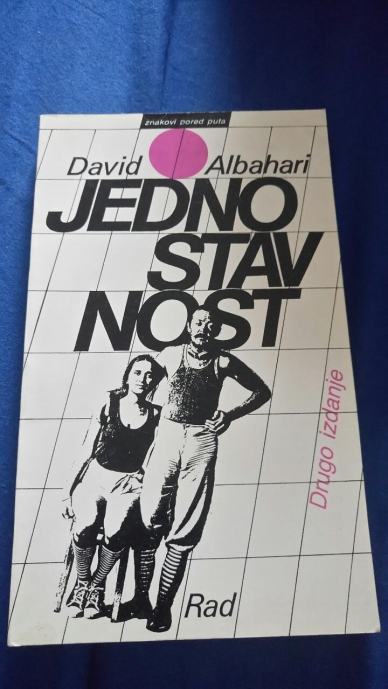 znakovi pored puta
David Albahari
JEDNO
STAV
NOST
Drugo izdanje
Rad